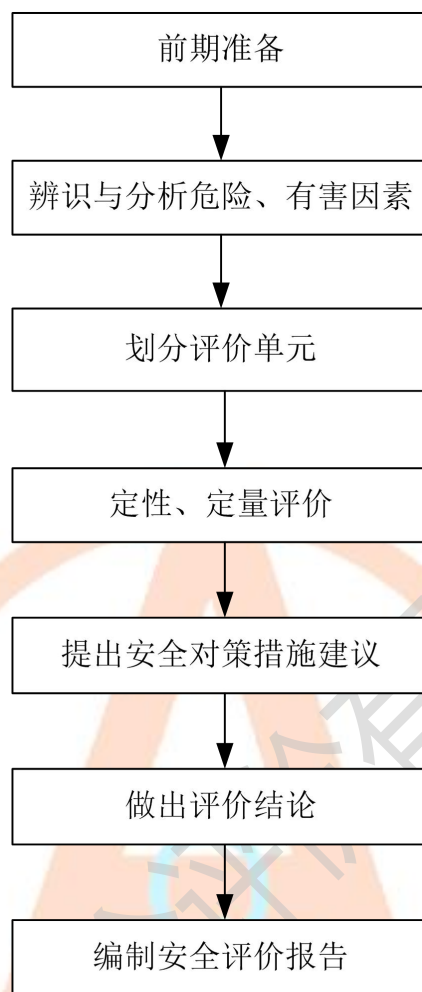 前期准备
辨识与分析危险、有害因素
划分评价单元
定性、定量评价
提出安全对策措施建议
做出评价结论
编制安全评价报告